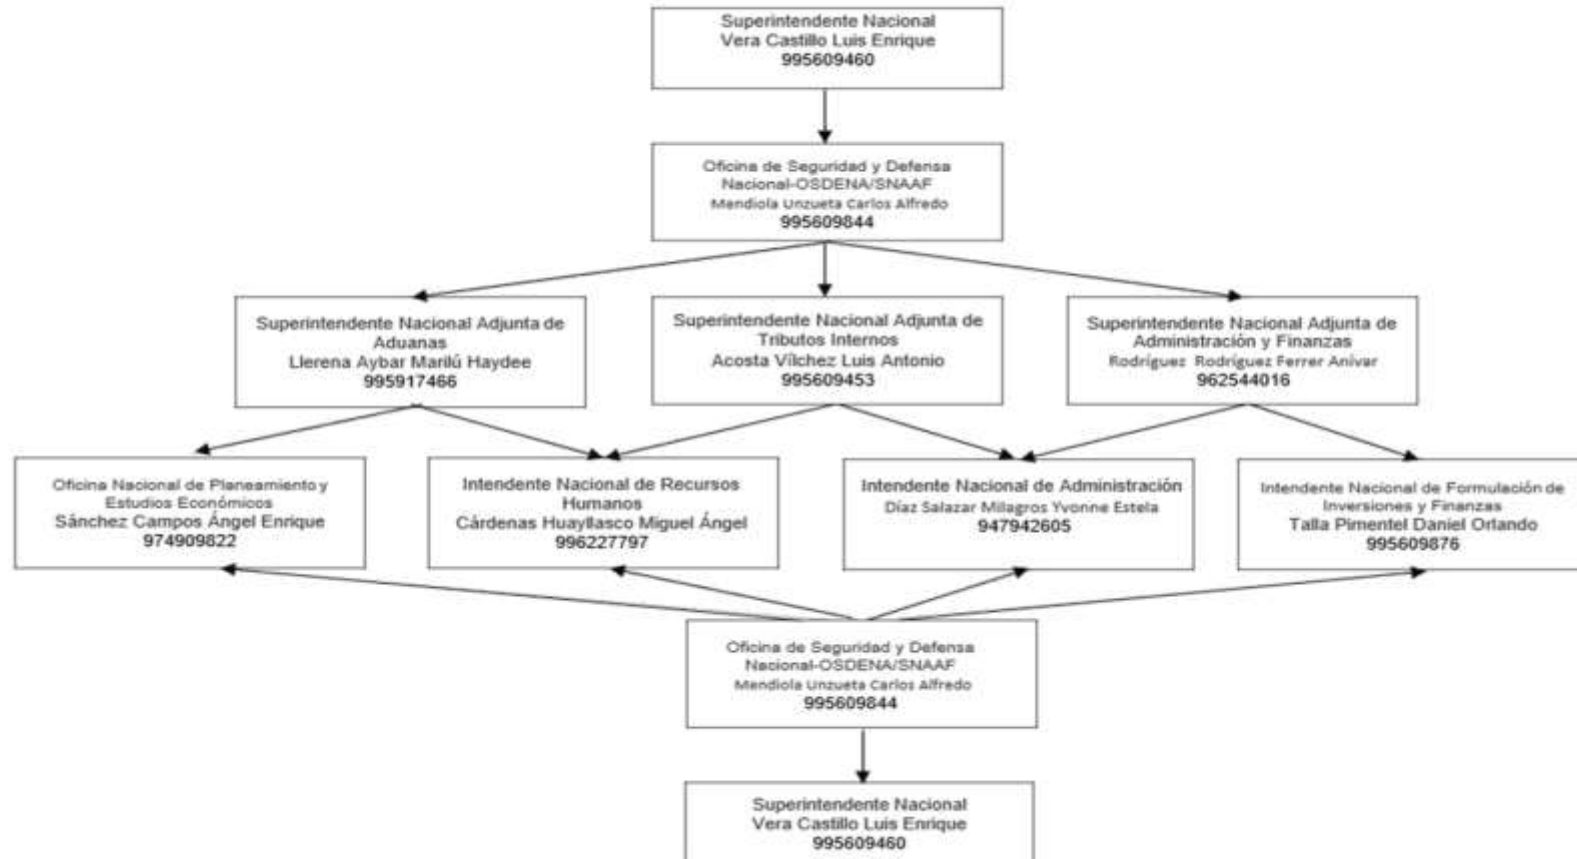 Superintendente Nacional
Vera Castillo Luis Enrique
995609460
Oficina de Seguridad y Defensa
Nacional-OSDENA/SNAAF
Mendiola Unzueta Carlos Alfredo
995609844
Superintendente Nacional Adjunta de
Aduanas
Llerena Aybar Marilú Haydee
995917466
Superintendente Nacional Adjunta de
Tributos Internos
Acosta Vílchez Luis Antonio
995609453
Superintendente Nacional Adjunta de
Administración y Finanzas
Rodríguez Rodríguez Ferrer Anívar
962544016
Oficina Nacional de Planeamiento y
Estudios Económicos
Sánchez Campos Ángel Enrique
974909822
Intendente Nacional de Recursos
Humanos
Cárdenas Huayllasco Miguel Ángel
996227797
Intendente Nacional de Administración
Díaz Salazar Milagros Yvonne Estela
947942605
Intendente Nacional de Formulación de
Inversiones y Finanzas
Talla Pimentel Daniel Orlando
995609876
Oficina de Seguridad y Defensa
Nacional-OSDENA/SNAAF
Mendiola Unzueta Carlos Alfredo
995609844
Superintendente Nacional
Vera Castillo Luis Enrique
995609460